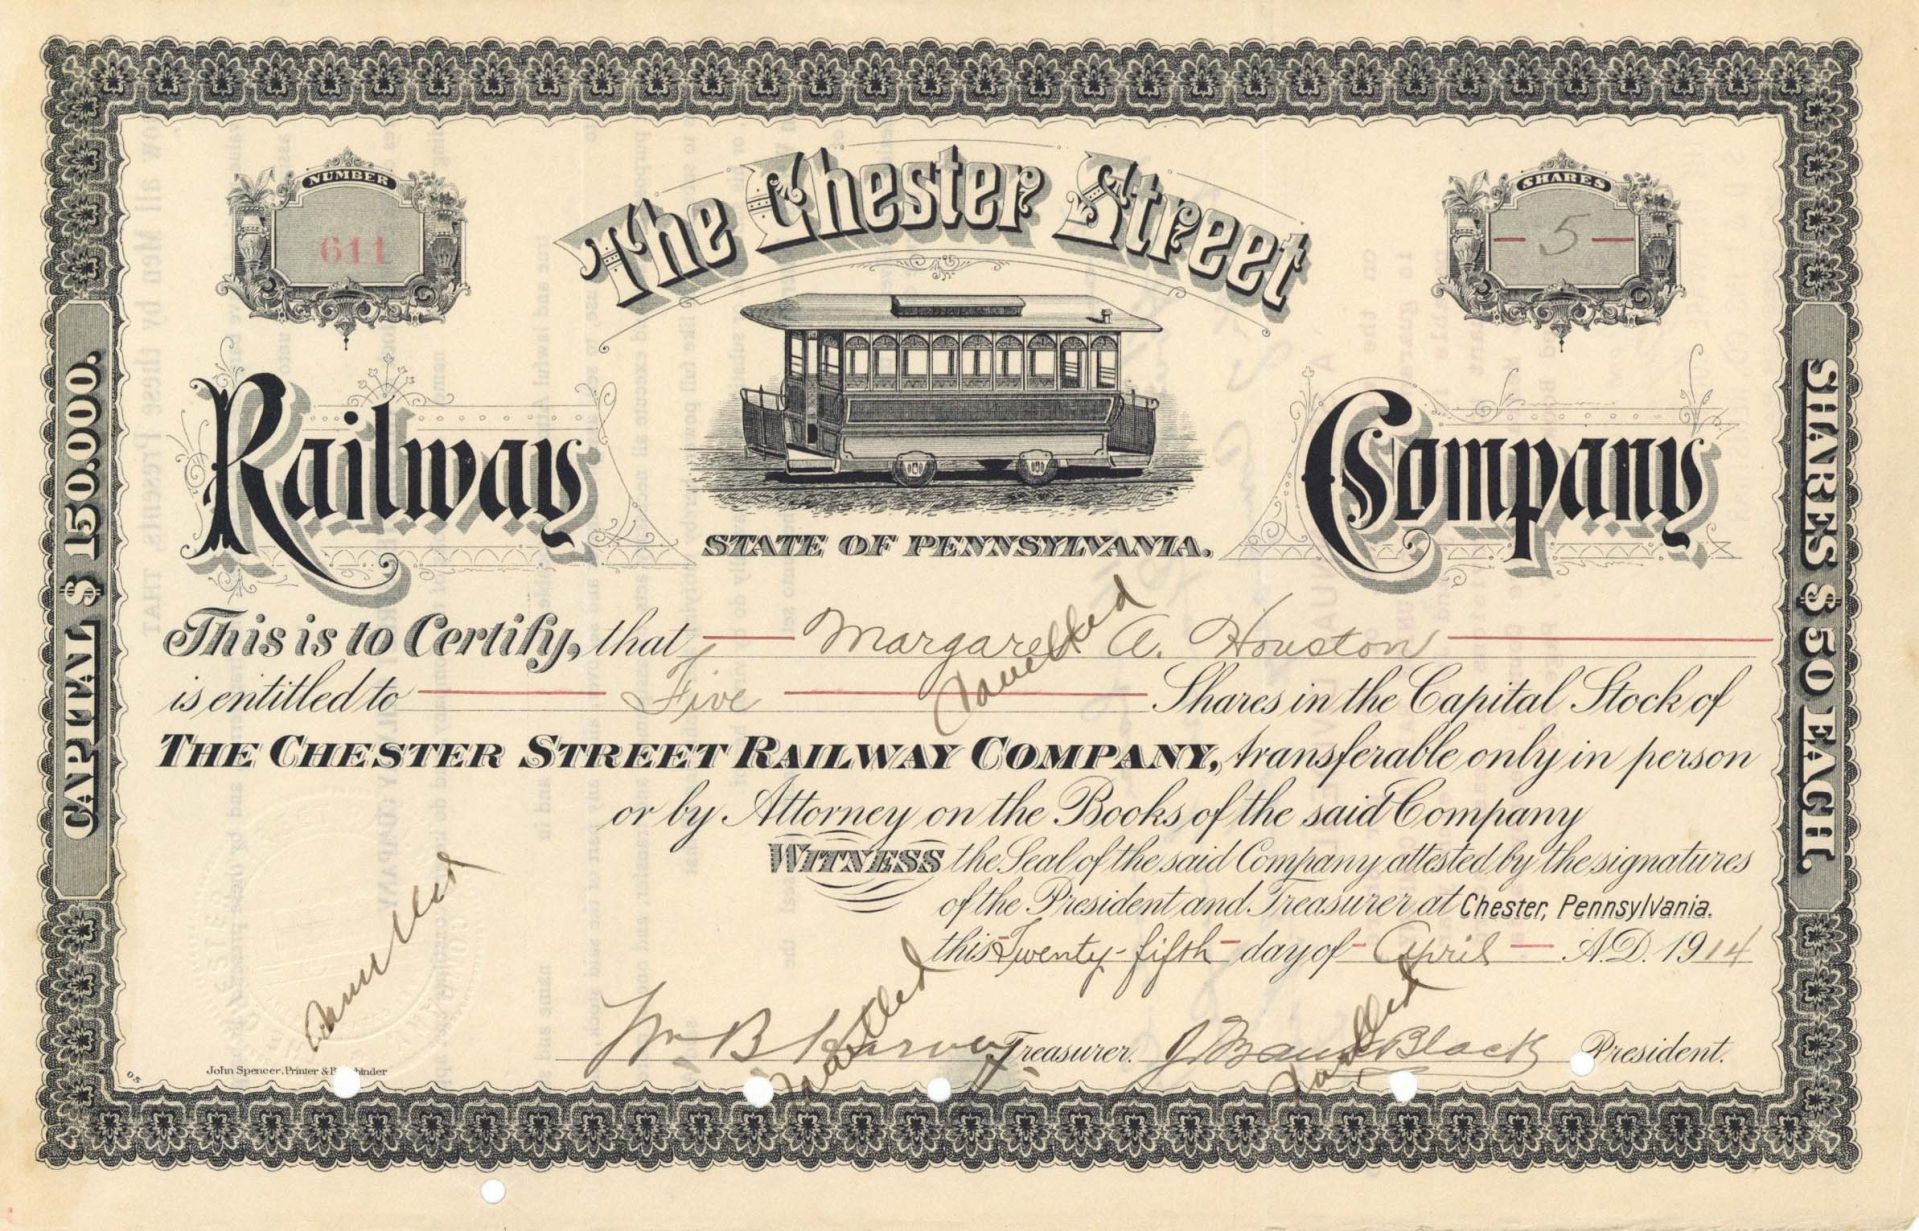 NUMBER
611
SHARES
5
The Chester Street
Railway Company
STATE OF PENNSYLVANIA.
CAPITAL $ 150.000.
SHARES $ 50 EACH.
This is to Certify, that Margaret A. Houston
is entitled to Five Shares in the Capital Stock of
THE CHESTER STREET RAILWAY COMPANY, transferable only in person
or by Attorney on the Books of the said Company
WITNESS the Seal of the said Company attested by the signatures
of the President and Treasurer at Chester, Pennsylvania.
this Twenty-fifth day of April A.D. 1914
Wm. B. Treasurer. Black President.
Cancelled
Cancelled
Cancelled
Cancelled
John Spencer, Printer &